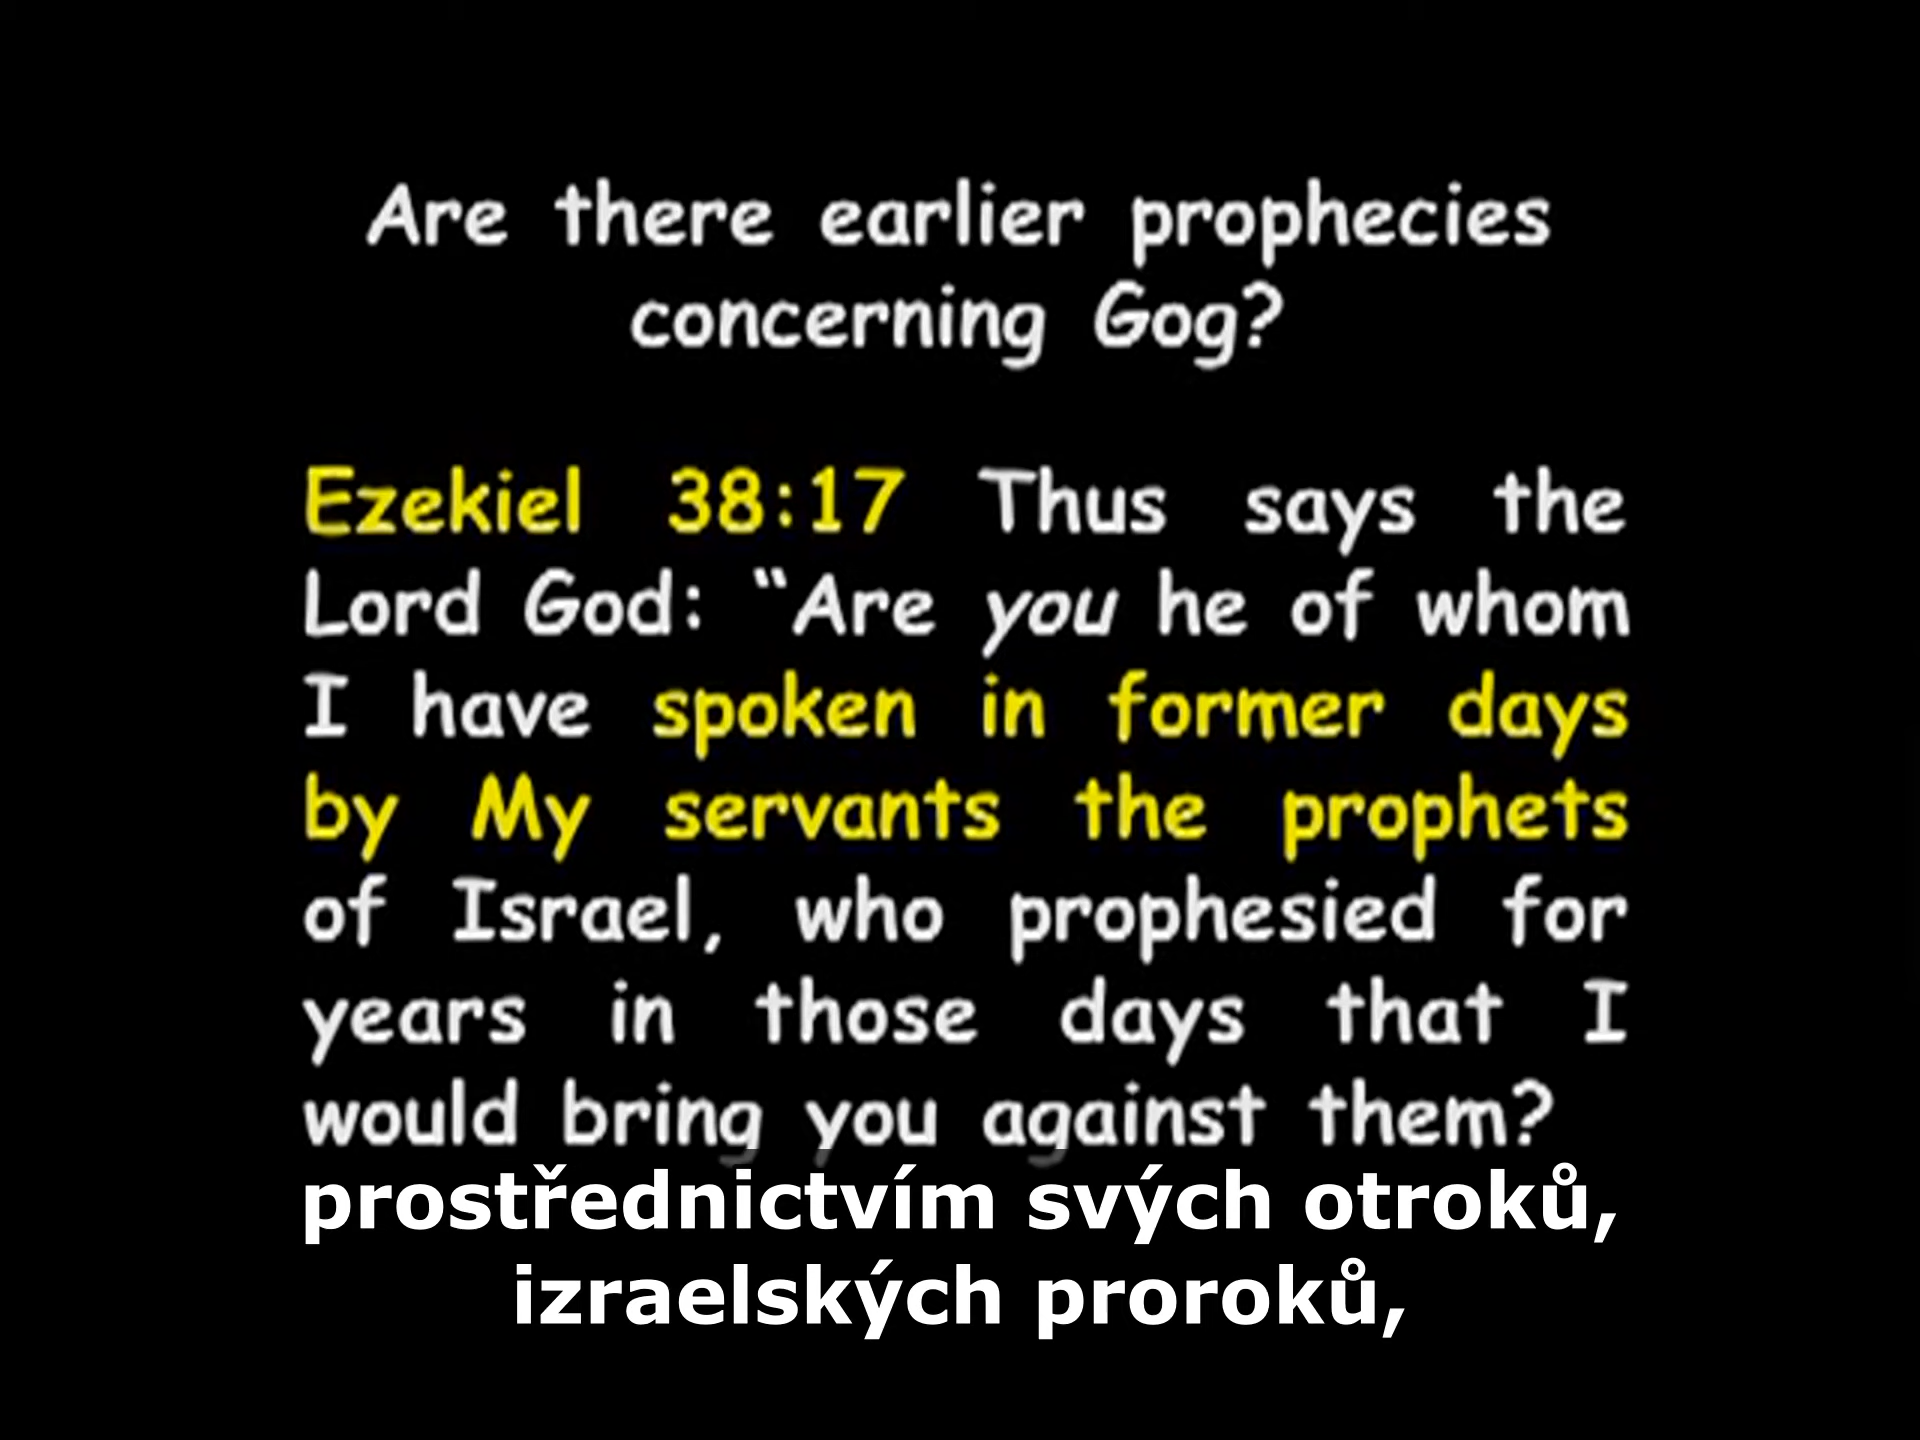 Are there earlier prophecies
concerning Gog?
Ezekiel 38:17 Thus says the
Lord God: “Are you he of whom
I have spoken in former days
by My servants the prophets
of Israel, who prophesied for
years in those days that I
would bring you against them?
prostřednictvím svých otroků,
izraelských proroků,